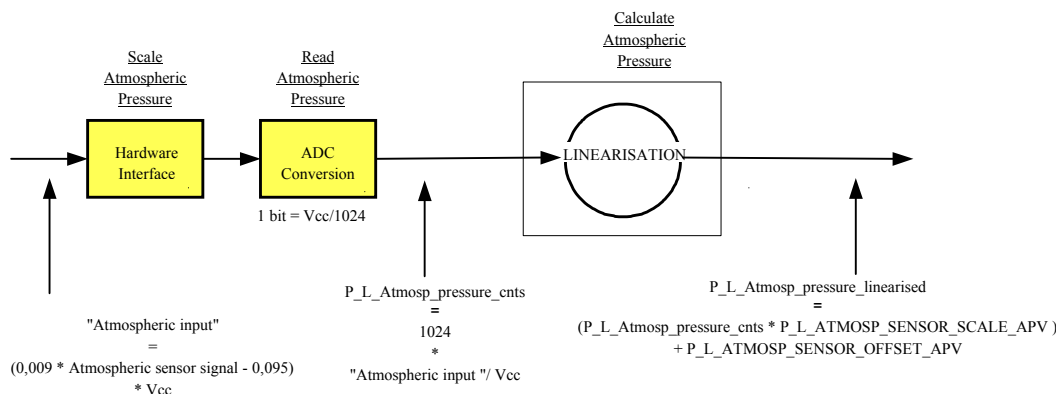 Scale
Atmospheric
Pressure
Read
Atmospheric
Pressure
Calculate
Atmospheric
Pressure
Hardware
Interface
ADC
Conversion
LINEARISATION
1 bit = Vcc/1024
"Atmospheric input"
=
(0,009 * Atmospheric sensor signal - 0,095)
* Vcc
P_L_Atmosp_pressure_cnts
=
1024
*
"Atmospheric input "/ Vcc
P_L_Atmosp_pressure_linearised
=
(P_L_Atmosp_pressure_cnts * P_L_ATMOSP_SENSOR_SCALE_APV )
+ P_L_ATMOSP_SENSOR_OFFSET_APV